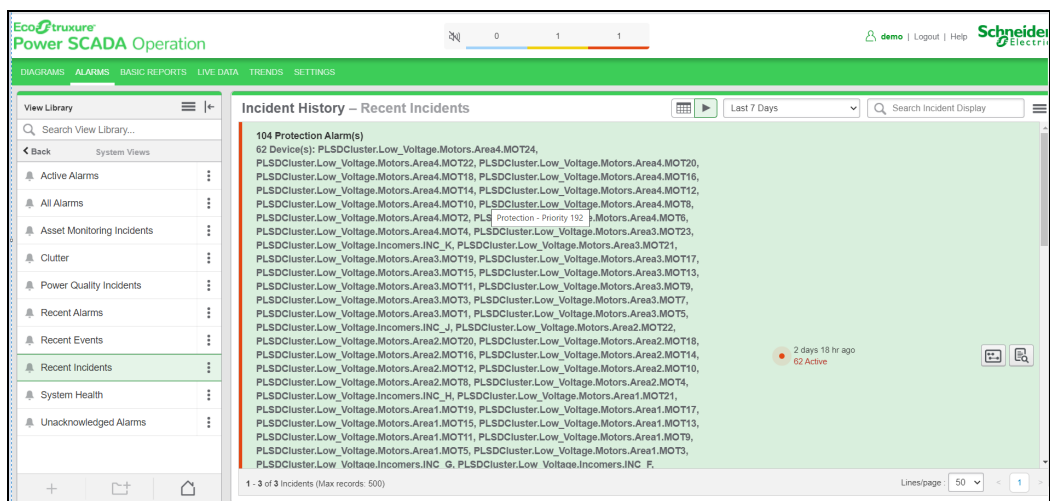 EcoStruxure
Power SCADA Operation
0 1 1
demo | Logout | Help
Schneider
Electric
DIAGRAMS ALARMS BASIC REPORTS LIVE DATA TRENDS SETTINGS
View Library
Search View Library...
Back System Views
Active Alarms
All Alarms
Asset Monitoring Incidents
Clutter
Power Quality Incidents
Recent Alarms
Recent Events
Recent Incidents
System Health
Unacknowledged Alarms
Incident History – Recent Incidents
Last 7 Days
Search Incident Display
104 Protection Alarm(s)
62 Device(s): PLSDCluster.Low_Voltage.Motors.Area4.MOT24,
PLSDCluster.Low_Voltage.Motors.Area4.MOT22, PLSDCluster.Low_Voltage.Motors.Area4.MOT20,
PLSDCluster.Low_Voltage.Motors.Area4.MOT18, PLSDCluster.Low_Voltage.Motors.Area4.MOT16,
PLSDCluster.Low_Voltage.Motors.Area4.MOT14, PLSDCluster.Low_Voltage.Motors.Area4.MOT12,
PLSDCluster.Low_Voltage.Motors.Area4.MOT10, PLSDCluster.Low_Voltage.Motors.Area4.MOT8,
PLSDCluster.Low_Voltage.Motors.Area4.MOT2, PLS Protection - Priority 192 e.Motors.Area4.MOT6,
PLSDCluster.Low_Voltage.Motors.Area4.MOT4, PLSDCluster.Low_Voltage.Motors.Area3.MOT23,
PLSDCluster.Low_Voltage.Incomers.INC_K, PLSDCluster.Low_Voltage.Motors.Area3.MOT21,
PLSDCluster.Low_Voltage.Motors.Area3.MOT19, PLSDCluster.Low_Voltage.Motors.Area3.MOT17,
PLSDCluster.Low_Voltage.Motors.Area3.MOT15, PLSDCluster.Low_Voltage.Motors.Area3.MOT13,
PLSDCluster.Low_Voltage.Motors.Area3.MOT11, PLSDCluster.Low_Voltage.Motors.Area3.MOT9,
PLSDCluster.Low_Voltage.Motors.Area3.MOT3, PLSDCluster.Low_Voltage.Motors.Area3.MOT7,
PLSDCluster.Low_Voltage.Motors.Area3.MOT1, PLSDCluster.Low_Voltage.Motors.Area3.MOT5,
PLSDCluster.Low_Voltage.Incomers.INC_J, PLSDCluster.Low_Voltage.Motors.Area2.MOT22,
PLSDCluster.Low_Voltage.Motors.Area2.MOT20, PLSDCluster.Low_Voltage.Motors.Area2.MOT18,
PLSDCluster.Low_Voltage.Motors.Area2.MOT16, PLSDCluster.Low_Voltage.Motors.Area2.MOT14,
PLSDCluster.Low_Voltage.Motors.Area2.MOT12, PLSDCluster.Low_Voltage.Motors.Area2.MOT10,
PLSDCluster.Low_Voltage.Motors.Area2.MOT8, PLSDCluster.Low_Voltage.Motors.Area2.MOT4,
PLSDCluster.Low_Voltage.Incomers.INC_H, PLSDCluster.Low_Voltage.Motors.Area1.MOT21,
PLSDCluster.Low_Voltage.Motors.Area1.MOT19, PLSDCluster.Low_Voltage.Motors.Area1.MOT17,
PLSDCluster.Low_Voltage.Motors.Area1.MOT15, PLSDCluster.Low_Voltage.Motors.Area1.MOT13,
PLSDCluster.Low_Voltage.Motors.Area1.MOT11, PLSDCluster.Low_Voltage.Motors.Area1.MOT9,
PLSDCluster.Low_Voltage.Motors.Area1.MOT5, PLSDCluster.Low_Voltage.Motors.Area1.MOT3,
PLSDCluster.Low_Voltage.Incomers.INC_G, PLSDCluster.Low_Voltage.Incomers.INC_F,
2 days 18 hr ago
62 Active
1 - 3 of 3 Incidents (Max records: 500)
Lines/page : 50 < 1 >